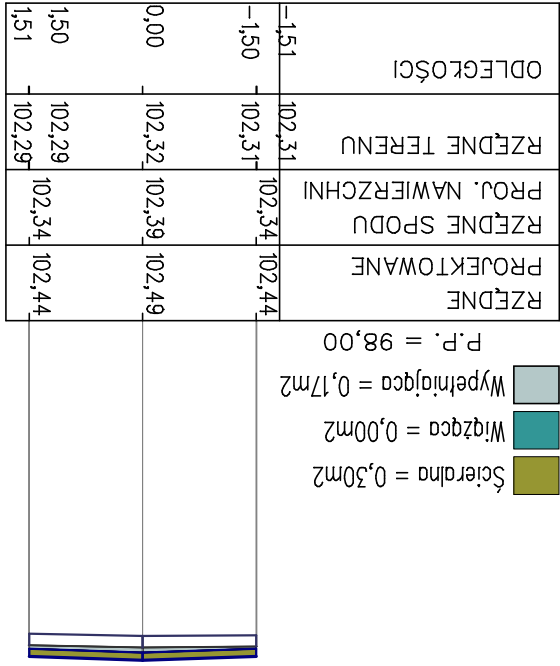 Ścieralna = 0,30m2
Wiążąca = 0,00m2
Wypełniająca = 0,17m2
P.P. = 98,00
RZĘDNE
PROJEKTOWANE
102,44
102,49
102,44
RZĘDNE SPODU
PROJ. NAWIERZCHNI
102,34
102,39
102,34
RZĘDNE TERENU
102,31
102,31
102,32
102,29
102,29
ODLEGŁOŚCI
-1,51
-1,50
0,00
1,50
1,51